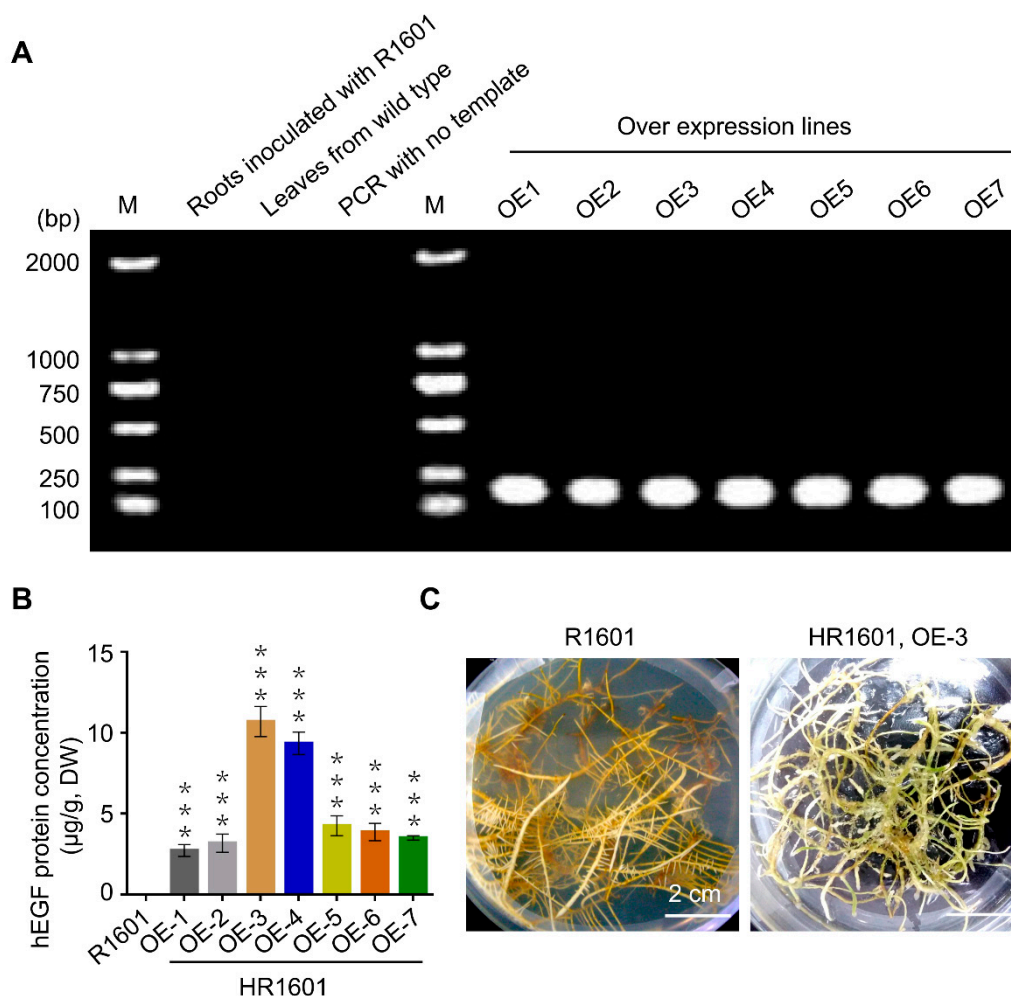 A
Roots inoculated with R1601
Leaves from wild type
PCR with no template
Over expression lines
(bp)
M
M
OE1
OE2
OE3
OE4
OE5
OE6
OE7
2000
1000
750
500
250
100
B
hEGF protein concentration
(µg/g, DW)
15
10
5
0
***
***
***
***
***
***
***
R1601
OE-1
OE-2
OE-3
OE-4
OE-5
OE-6
OE-7
HR1601
C
R1601
HR1601, OE-3
2 cm